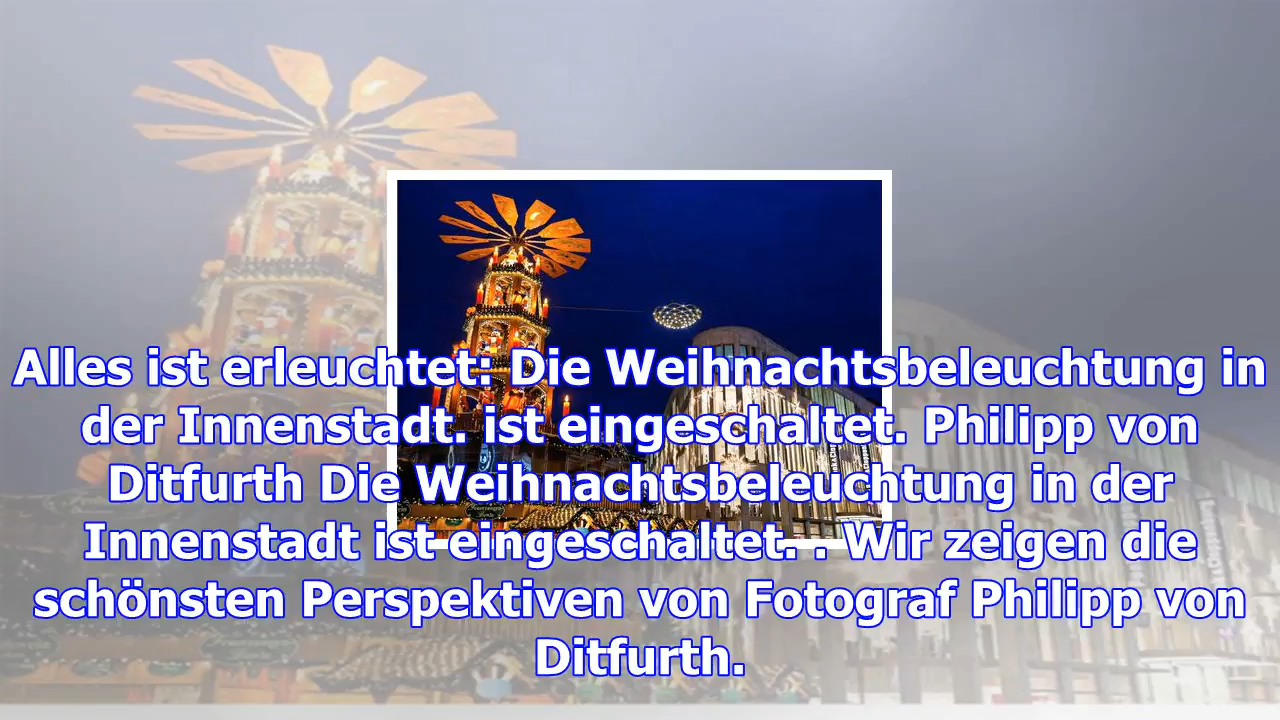 Alles ist erleuchtet: Die Weihnachtsbeleuchtung in
der Innenstadt. ist eingeschaltet. Philipp von
Ditfurth Die Weihnachtsbeleuchtung in der
Innenstadt ist eingeschaltet. . Wir zeigen die
schönsten Perspektiven von Fotograf Philipp von
Ditfurth.